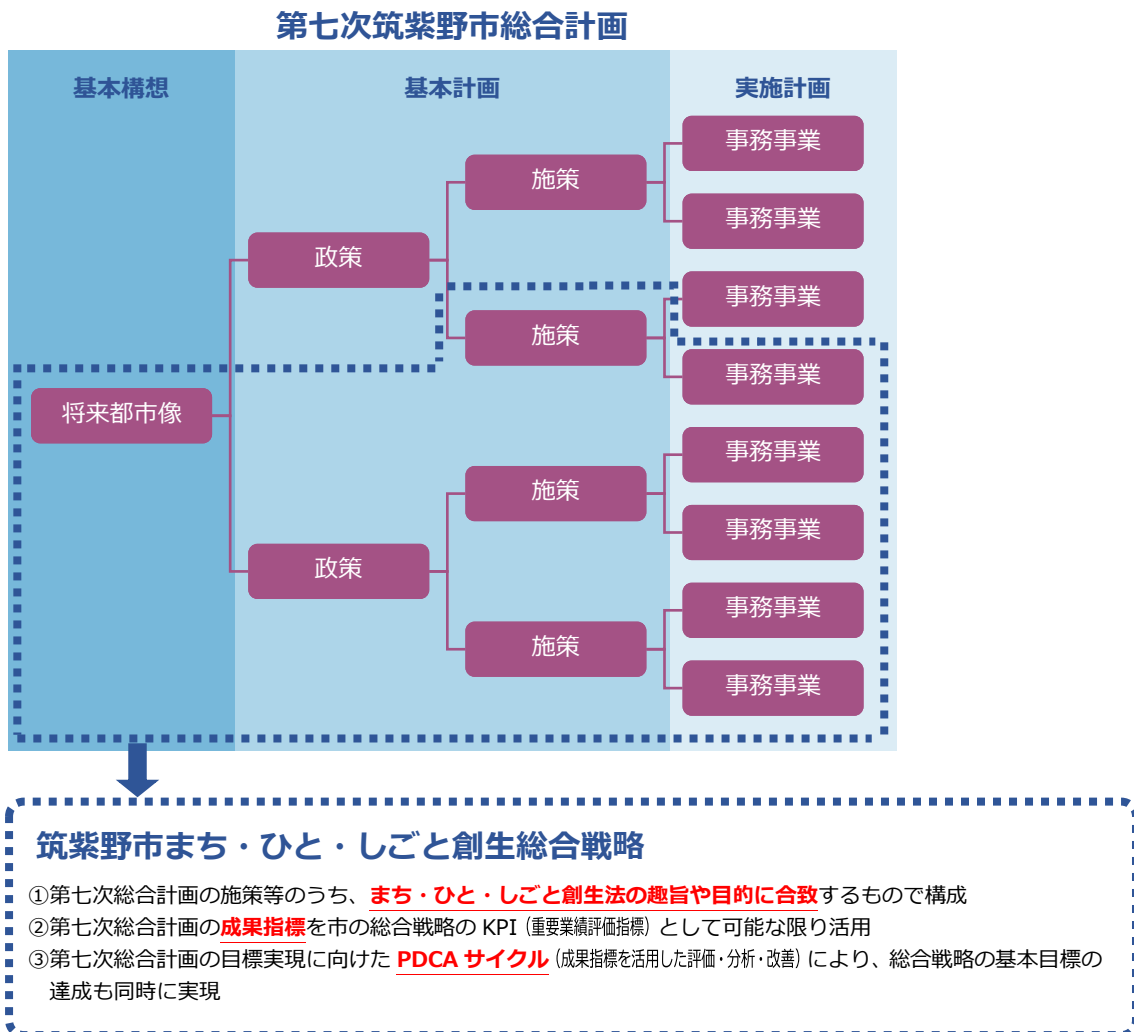 第七次筑紫野市総合計画
基本構想
基本計画
実施計画
事務事業
施策
事務事業
政策
事務事業
施策
事務事業
将来都市像
事務事業
施策
事務事業
政策
事務事業
施策
事務事業
筑紫野市まち・ひと・しごと創生総合戦略
①第七次総合計画の施策等のうち、まち・ひと・しごと創生法の趣旨や目的に合致するもので構成
②第七次総合計画の成果指標を市の総合戦略の KPI（重要業績評価指標）として可能な限り活用
③第七次総合計画の目標実現に向けた PDCA サイクル（成果指標を活用した評価・分析・改善）により、総合戦略の基本目標の
達成も同時に実現